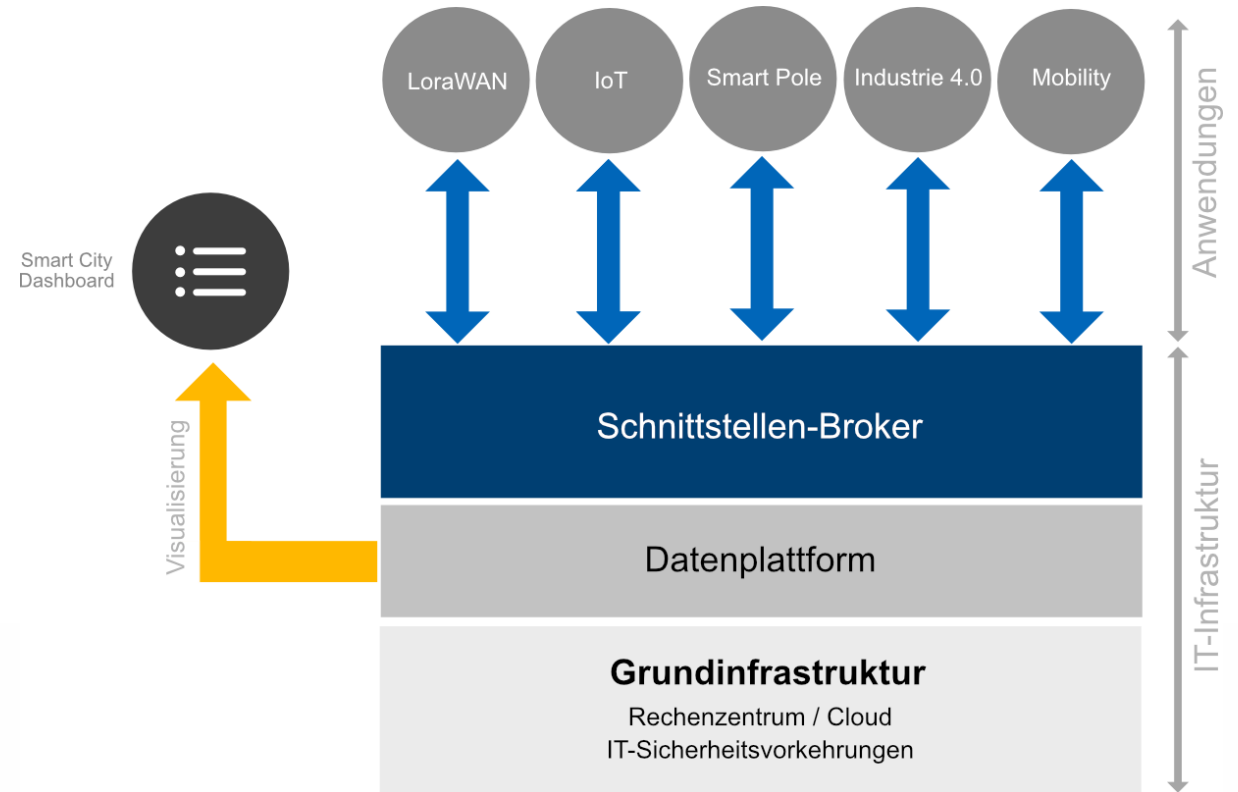 LoraWAN
IoT
Smart Pole
Industrie 4.0
Mobility
Anwendungen
Smart City
Dashboard
Visualisierung
Schnittstellen-Broker
Datenplattform
Grundinfrastruktur
Rechenzentrum / Cloud
IT-Sicherheitsvorkehrungen
IT-Infrastruktur